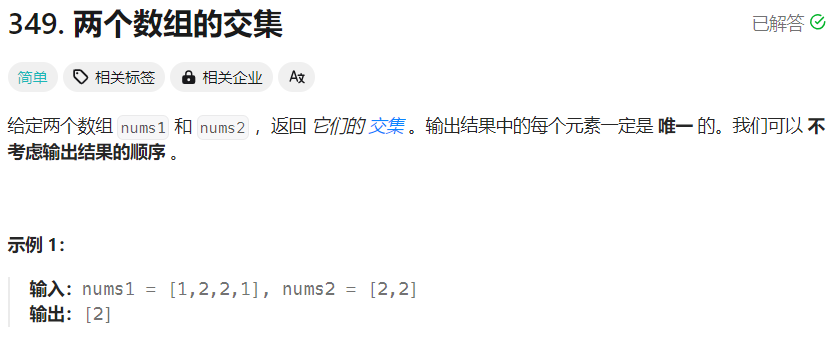 349. 两个数组的交集
已解答
简单 相关标签 相关企业 A文
给定两个数组 nums1 和 nums2 ，返回 它们的 交集 。输出结果中的每个元素一定是 唯一 的。我们可以 不
考虑输出结果的顺序 。
示例 1：
输入：nums1 = [1,2,2,1], nums2 = [2,2]
输出：[2]